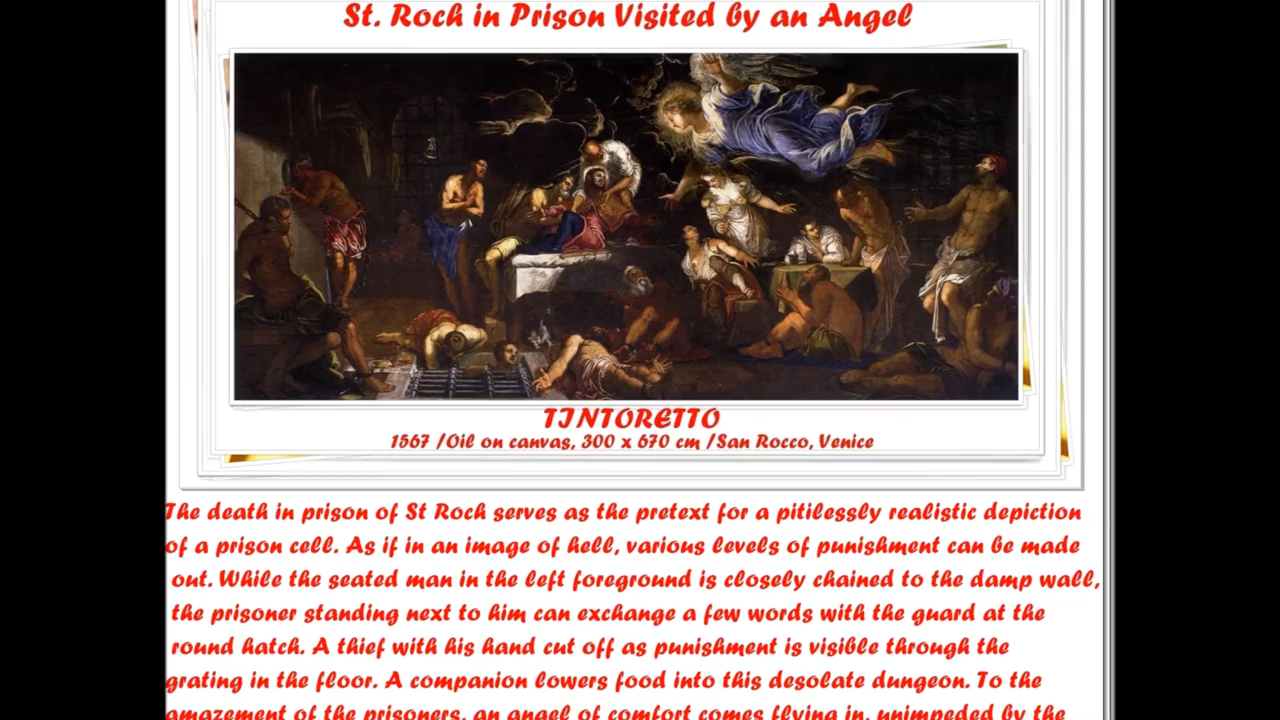 St. Roch in Prison Visited by an Angel
TINTORETTO
1567 /Oil on canvas, 300 x 670 cm /San Rocco, Venice
The death in prison of St Roch serves as the pretext for a pitilessly realistic depiction
of a prison cell. As if in an image of hell, various levels of punishment can be made
out. While the seated man in the left foreground is closely chained to the damp wall,
the prisoner standing next to him can exchange a few words with the guard at the
round hatch. A thief with his hand cut off as punishment is visible through the
grating in the floor. A companion lowers food into this desolate dungeon. To the
amazement of the prisoners, an angel of comfort comes flying in, unimpeded by the